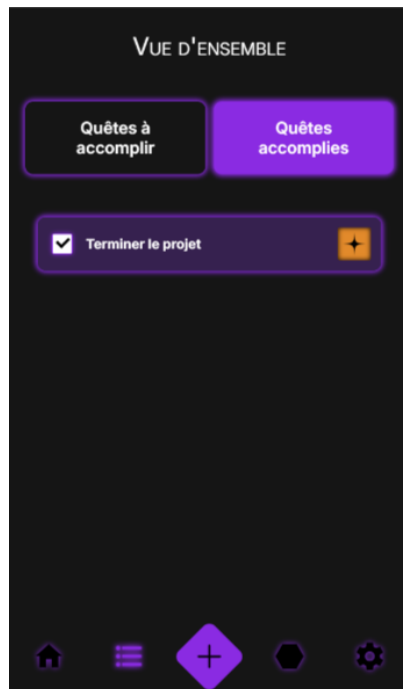 Vue d'ensemble
Quêtes à
accomplir
Quêtes
accomplies
Terminer le projet